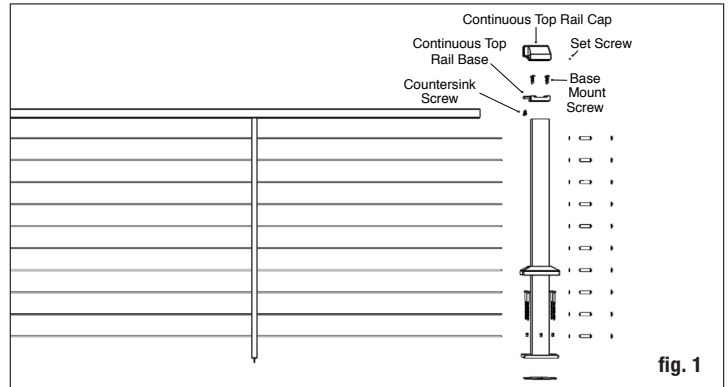 Continuous Top Rail Cap
Continuous Top
Rail Base
Set Screw
Countersink
Screw
Base
Mount
Screw
fig. 1